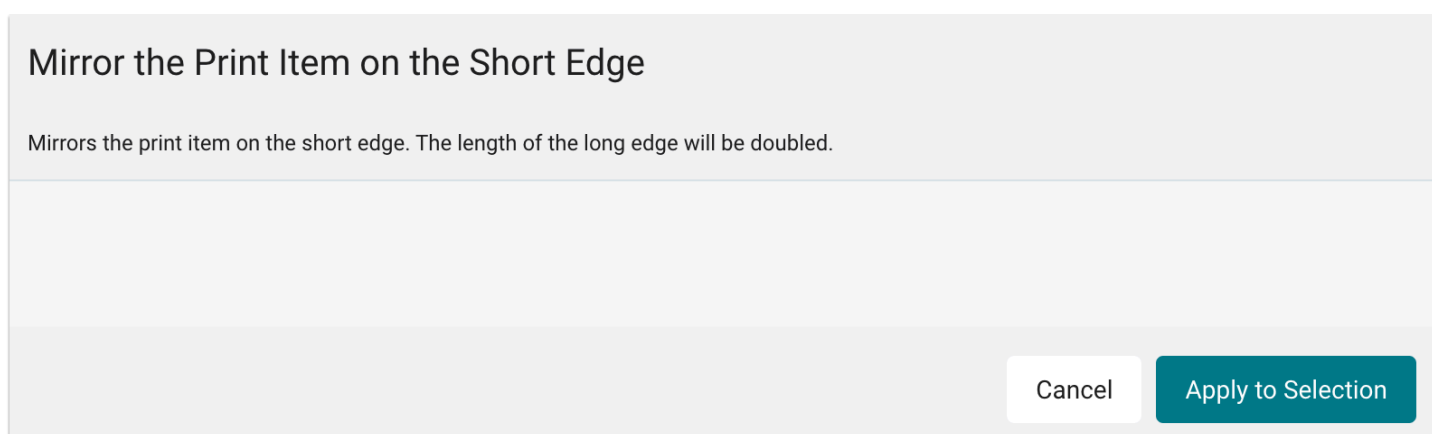 Mirror the Print Item on the Short Edge
Mirrors the print item on the short edge. The length of the long edge will be doubled.
Cancel
Apply to Selection